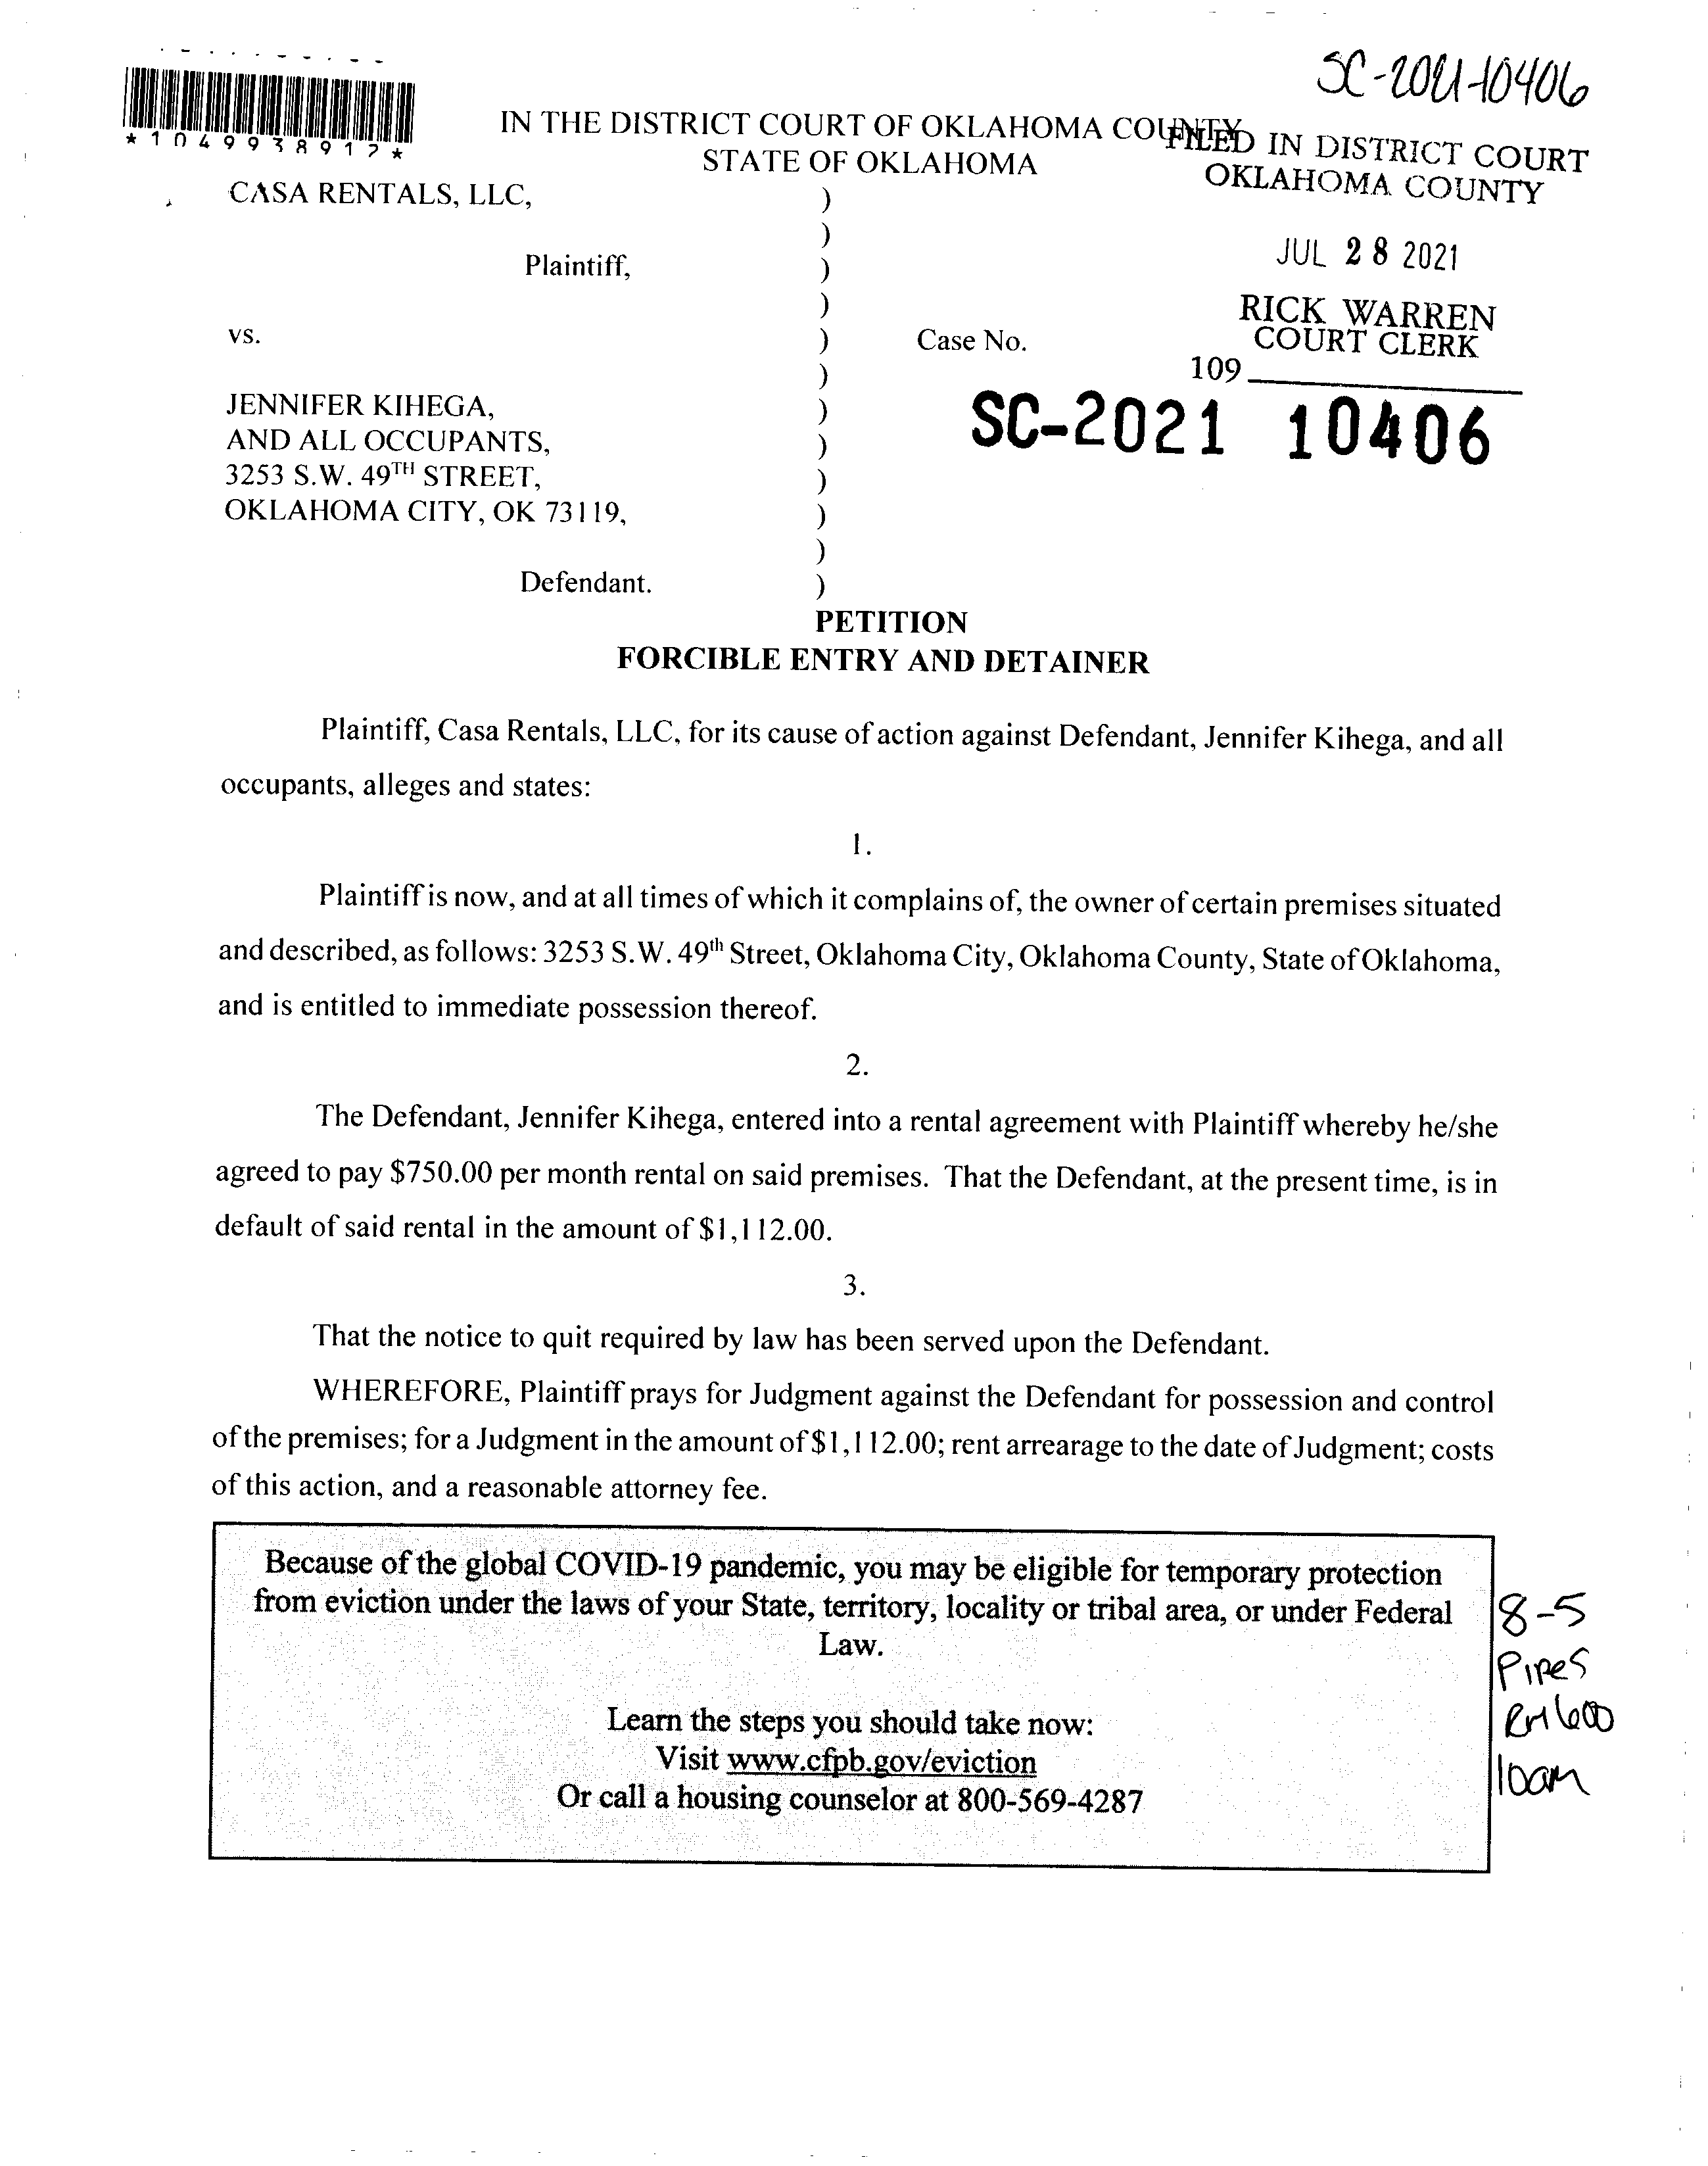 SC-2021-10406
*1049938912*
IN THE DISTRICT COURT OF OKLAHOMA COUNTY
STATE OF OKLAHOMA
FILED IN DISTRICT COURT
OKLAHOMA COUNTY
JUL 28 2021
RICK WARREN
COURT CLERK
109
CASA RENTALS, LLC,
)
)
Plaintiff, )
)
vs. ) Case No.
)
SC-2021 10406
JENNIFER KIHEGA, )
AND ALL OCCUPANTS, )
3253 S.W. 49TH STREET, )
OKLAHOMA CITY, OK 73119, )
)
Defendant. )
PETITION
FORCIBLE ENTRY AND DETAINER
Plaintiff, Casa Rentals, LLC, for its cause of action against Defendant, Jennifer Kihega, and all
occupants, alleges and states:
1.
Plaintiff is now, and at all times of which it complains of, the owner of certain premises situated
and described, as follows: 3253 S.W. 49th Street, Oklahoma City, Oklahoma County, State of Oklahoma,
and is entitled to immediate possession thereof.
2.
The Defendant, Jennifer Kihega, entered into a rental agreement with Plaintiff whereby he/she
agreed to pay $750.00 per month rental on said premises. That the Defendant, at the present time, is in
default of said rental in the amount of $1,112.00.
3.
That the notice to quit required by law has been served upon the Defendant.
WHEREFORE, Plaintiff prays for Judgment against the Defendant for possession and control
of the premises; for a Judgment in the amount of $1,112.00; rent arrearage to the date of Judgment; costs
of this action, and a reasonable attorney fee.
Because of the global COVID-19 pandemic, you may be eligible for temporary protection
from eviction under the laws of your State, territory, locality or tribal area, or under Federal
Law.
Learn the steps you should take now:
Visit www.cfpb.gov/eviction
Or call a housing counselor at 800-569-4287
8-5
Pipes
RM 600
10am